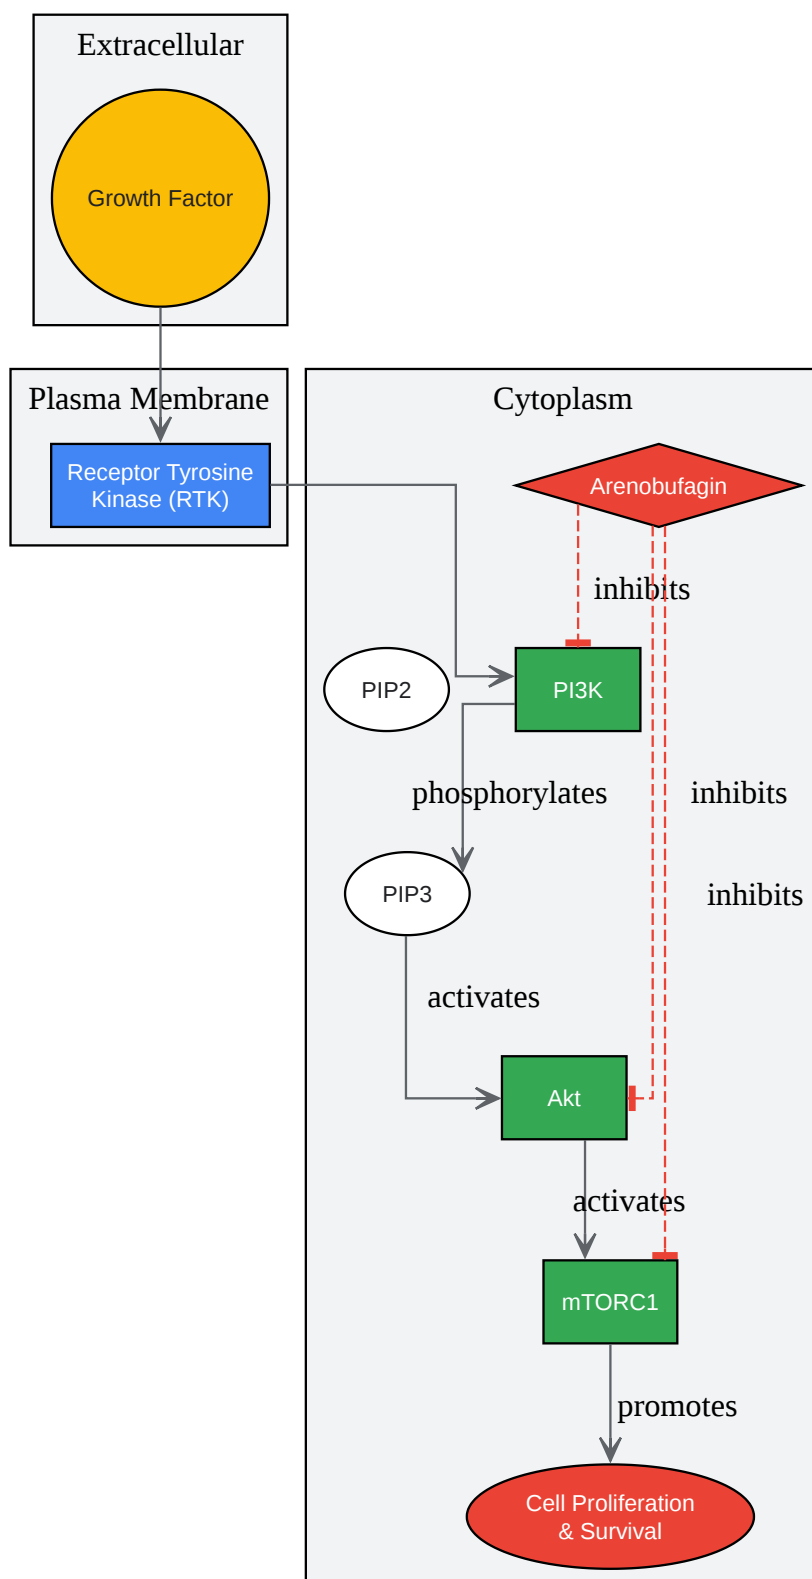 Extracellular
Growth Factor
Plasma Membrane
Receptor Tyrosine
Kinase (RTK)
Cytoplasm
Arenobufagin
inhibits
PIP2
PI3K
phosphorylates
inhibits
PIP3
inhibits
activates
Akt
activates
mTORC1
promotes
Cell Proliferation
& Survival